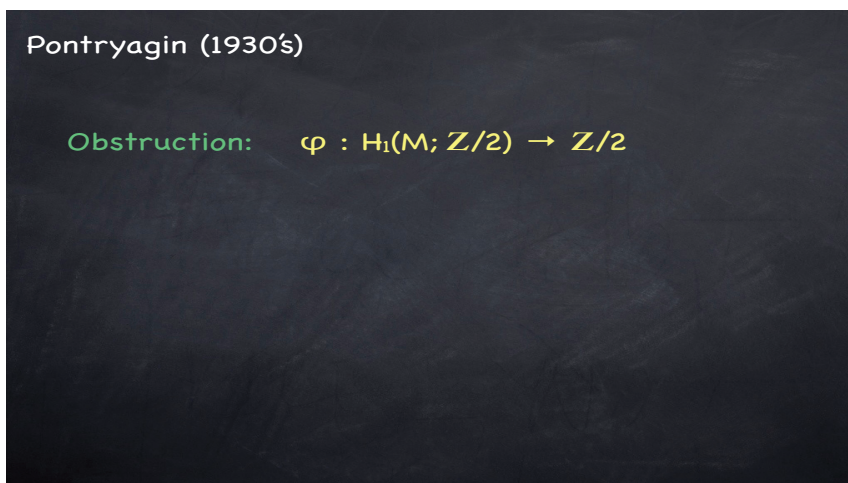 Pontryagin (1930's)
Obstruction: φ : H₁(M; Z/2) → Z/2